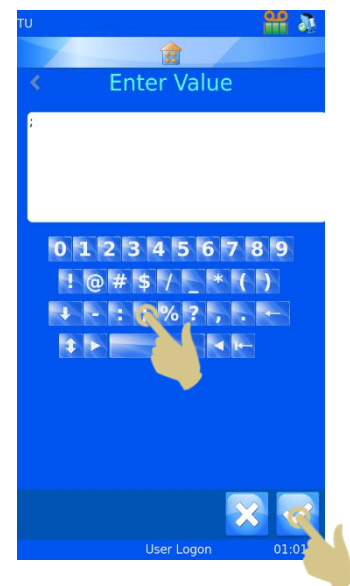 TU
Enter Value
;
0 1 2 3 4 5 6 7 8 9
! @ # $ / _ * ( )
- : ; % ? , .
User Logon 01:01